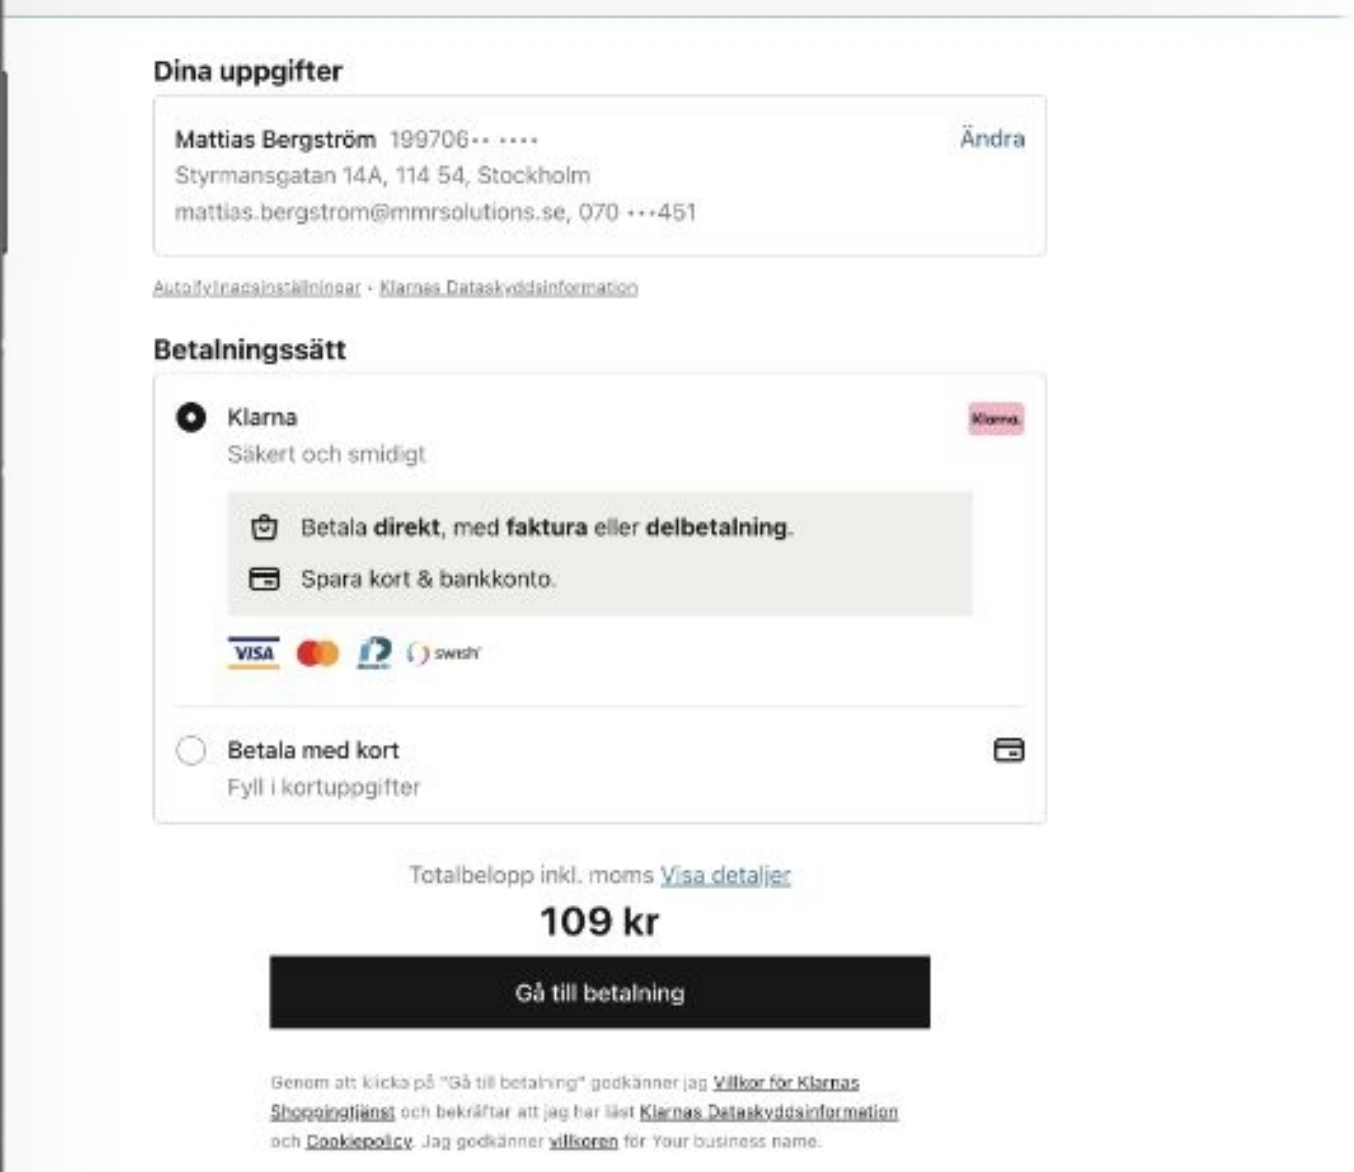 Dina uppgifter
Mattias Bergström 199706•• ••••
Ändra
Styrmansgatan 14A, 114 54, Stockholm
mattias.bergstrom@mmrsolutions.se, 070 •••451
Autoifyllnadsinställningar · Klarnas Dataskyddsinformation
Betalningssätt
Klarna
Klarna.
Säkert och smidigt
Betala direkt, med faktura eller delbetalning.
Spara kort & bankkonto.
VISA swish
Betala med kort
Fyll i kortuppgifter
Totalbelopp inkl. moms Visa detaljer
109 kr
Gå till betalning
Genom att klicka på "Gå till betalning" godkänner jag Villkor för Klarnas
Shoppingtjänst och bekräftar att jag har läst Klarnas Dataskyddsinformation
och Cookiepolicy. Jag godkänner villkoren för Your business name.